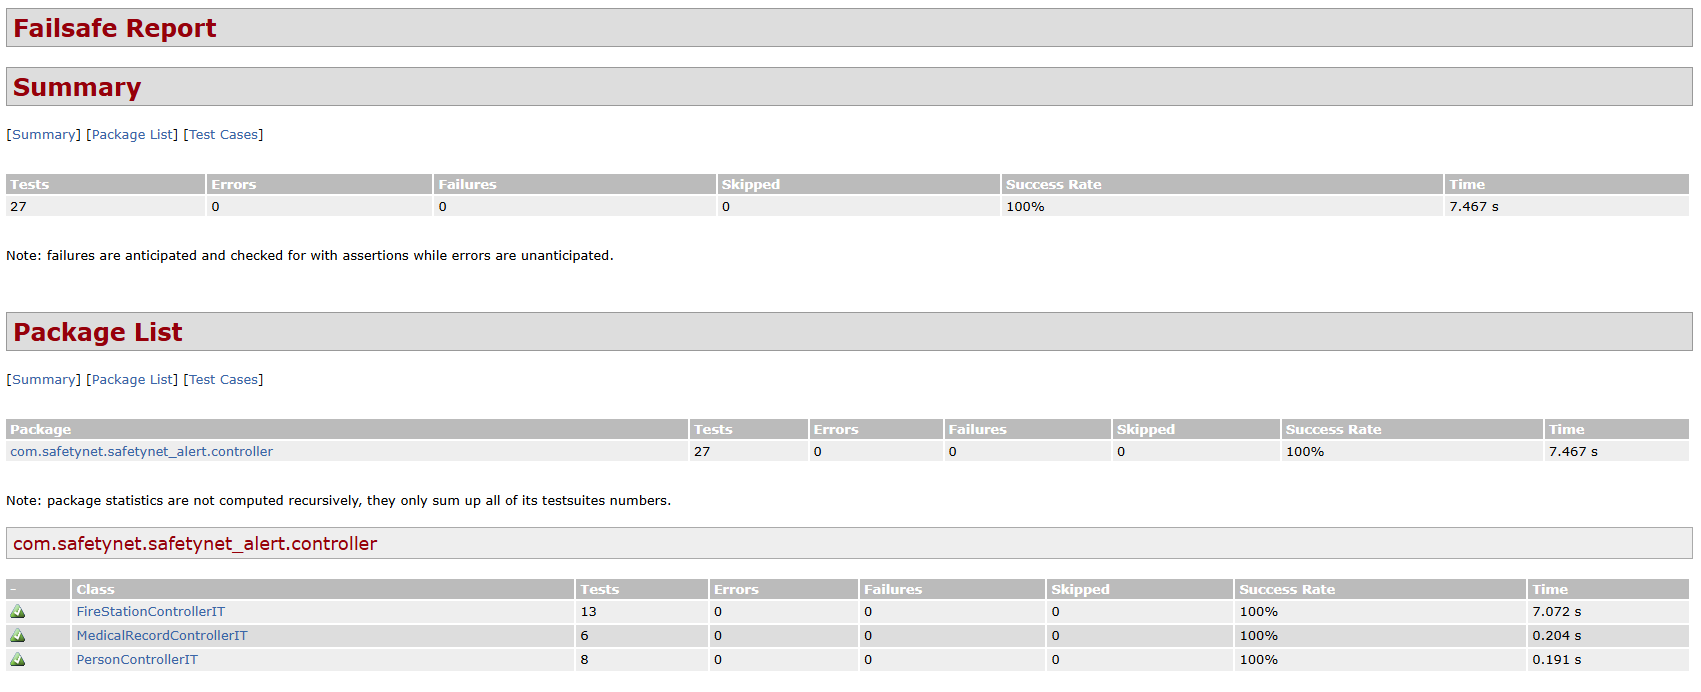 Failsafe Report
Summary
[Summary] [Package List] [Test Cases]
Tests Errors Failures Skipped Success Rate Time
27 0 0 0 100% 7.467 s
Note: failures are anticipated and checked for with assertions while errors are unanticipated.
Package List
[Summary] [Package List] [Test Cases]
Package Tests Errors Failures Skipped Success Rate Time
com.safetynet.safetynet_alert.controller 27 0 0 0 100% 7.467 s
Note: package statistics are not computed recursively, they only sum up all of its testsuites numbers.
com.safetynet.safetynet_alert.controller
- Class Tests Errors Failures Skipped Success Rate Time
FireStationControllerIT 13 0 0 0 100% 7.072 s
MedicalRecordControllerIT 6 0 0 0 100% 0.204 s
PersonControllerIT 8 0 0 0 100% 0.191 s